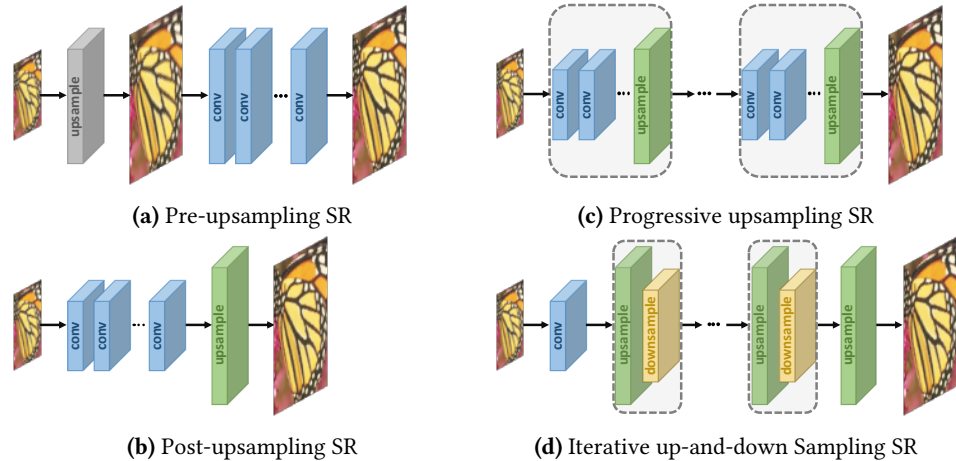 upsample
conv
conv
...
conv
(a) Pre-upsampling SR
conv
conv
...
upsample
...
conv
conv
...
upsample
(c) Progressive upsampling SR
conv
conv
...
conv
upsample
(b) Post-upsampling SR
conv
upsample
downsample
...
upsample
downsample
upsample
(d) Iterative up-and-down Sampling SR